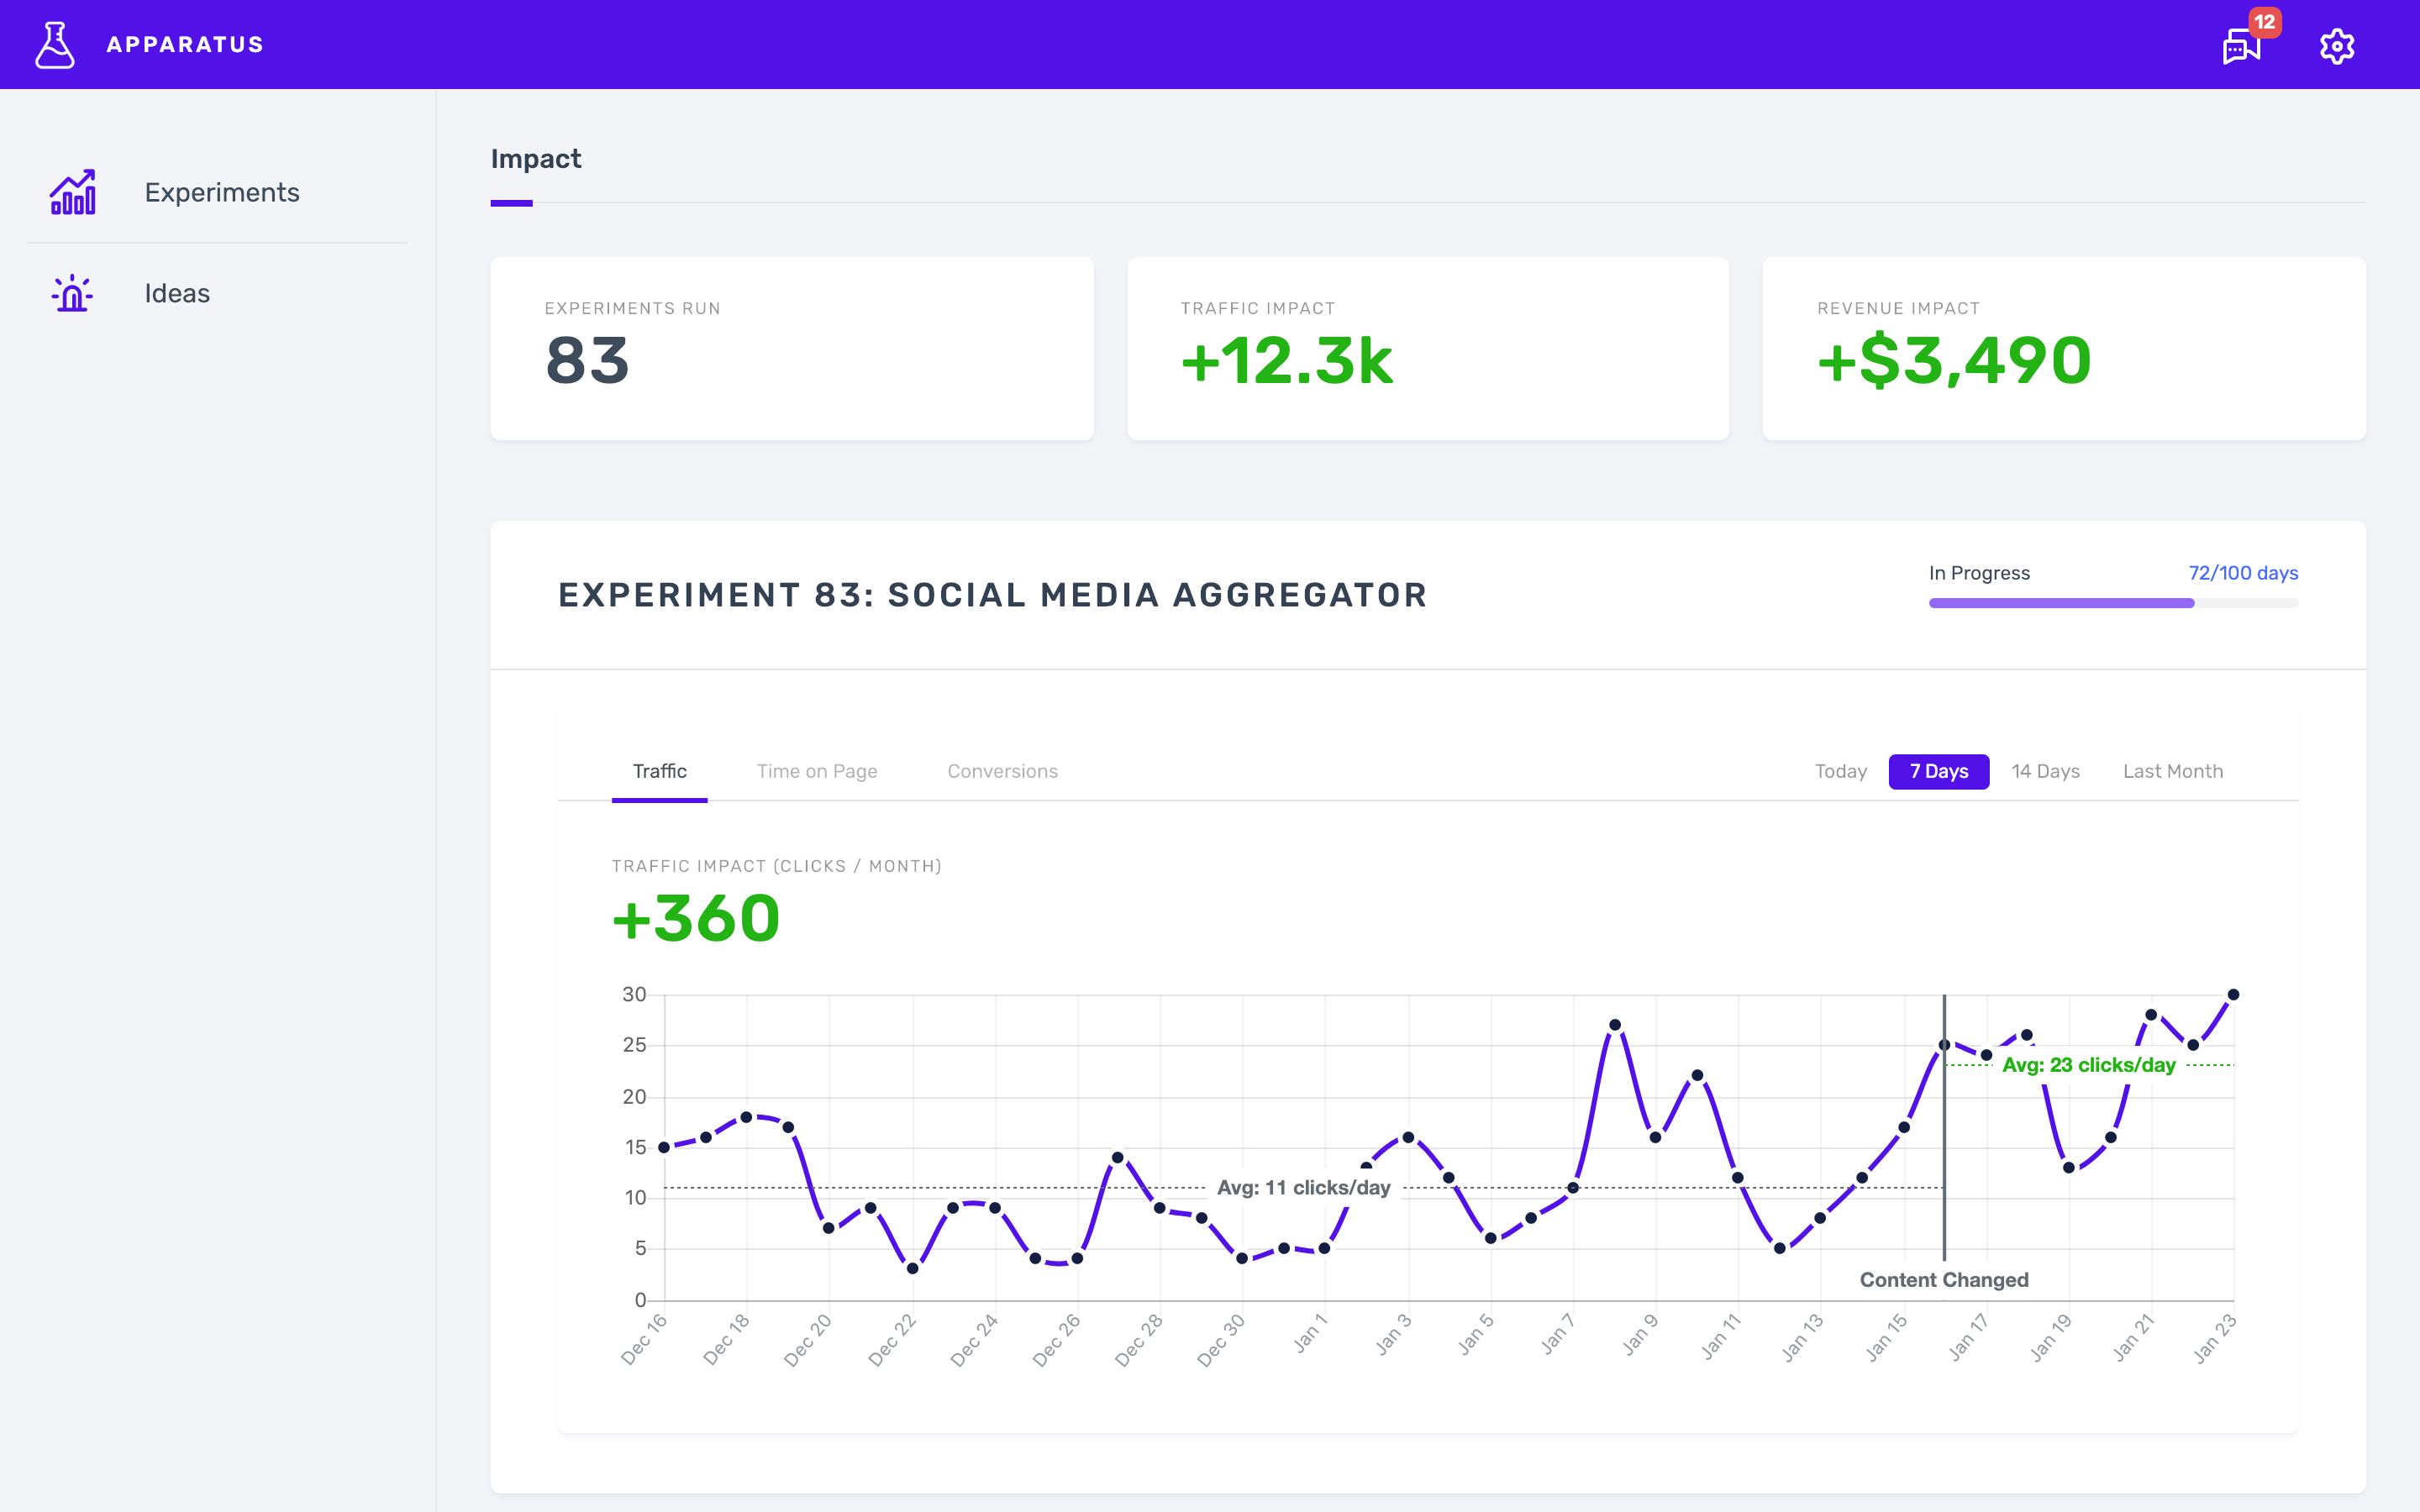 APPARATUS
12
Experiments
Ideas
Impact
EXPERIMENTS RUN
83
TRAFFIC IMPACT
+12.3k
REVENUE IMPACT
+$3,490
EXPERIMENT 83: SOCIAL MEDIA AGGREGATOR
In Progress
72/100 days
Traffic
Time on Page
Conversions
Today
7 Days
14 Days
Last Month
TRAFFIC IMPACT (CLICKS / MONTH)
+360
30
25
20
15
10
5
0
Avg: 11 clicks/day
Avg: 23 clicks/day
Content Changed
Dec 16
Dec 18
Dec 20
Dec 22
Dec 24
Dec 26
Dec 28
Dec 30
Jan 1
Jan 3
Jan 5
Jan 7
Jan 9
Jan 11
Jan 13
Jan 15
Jan 17
Jan 19
Jan 21
Jan 23